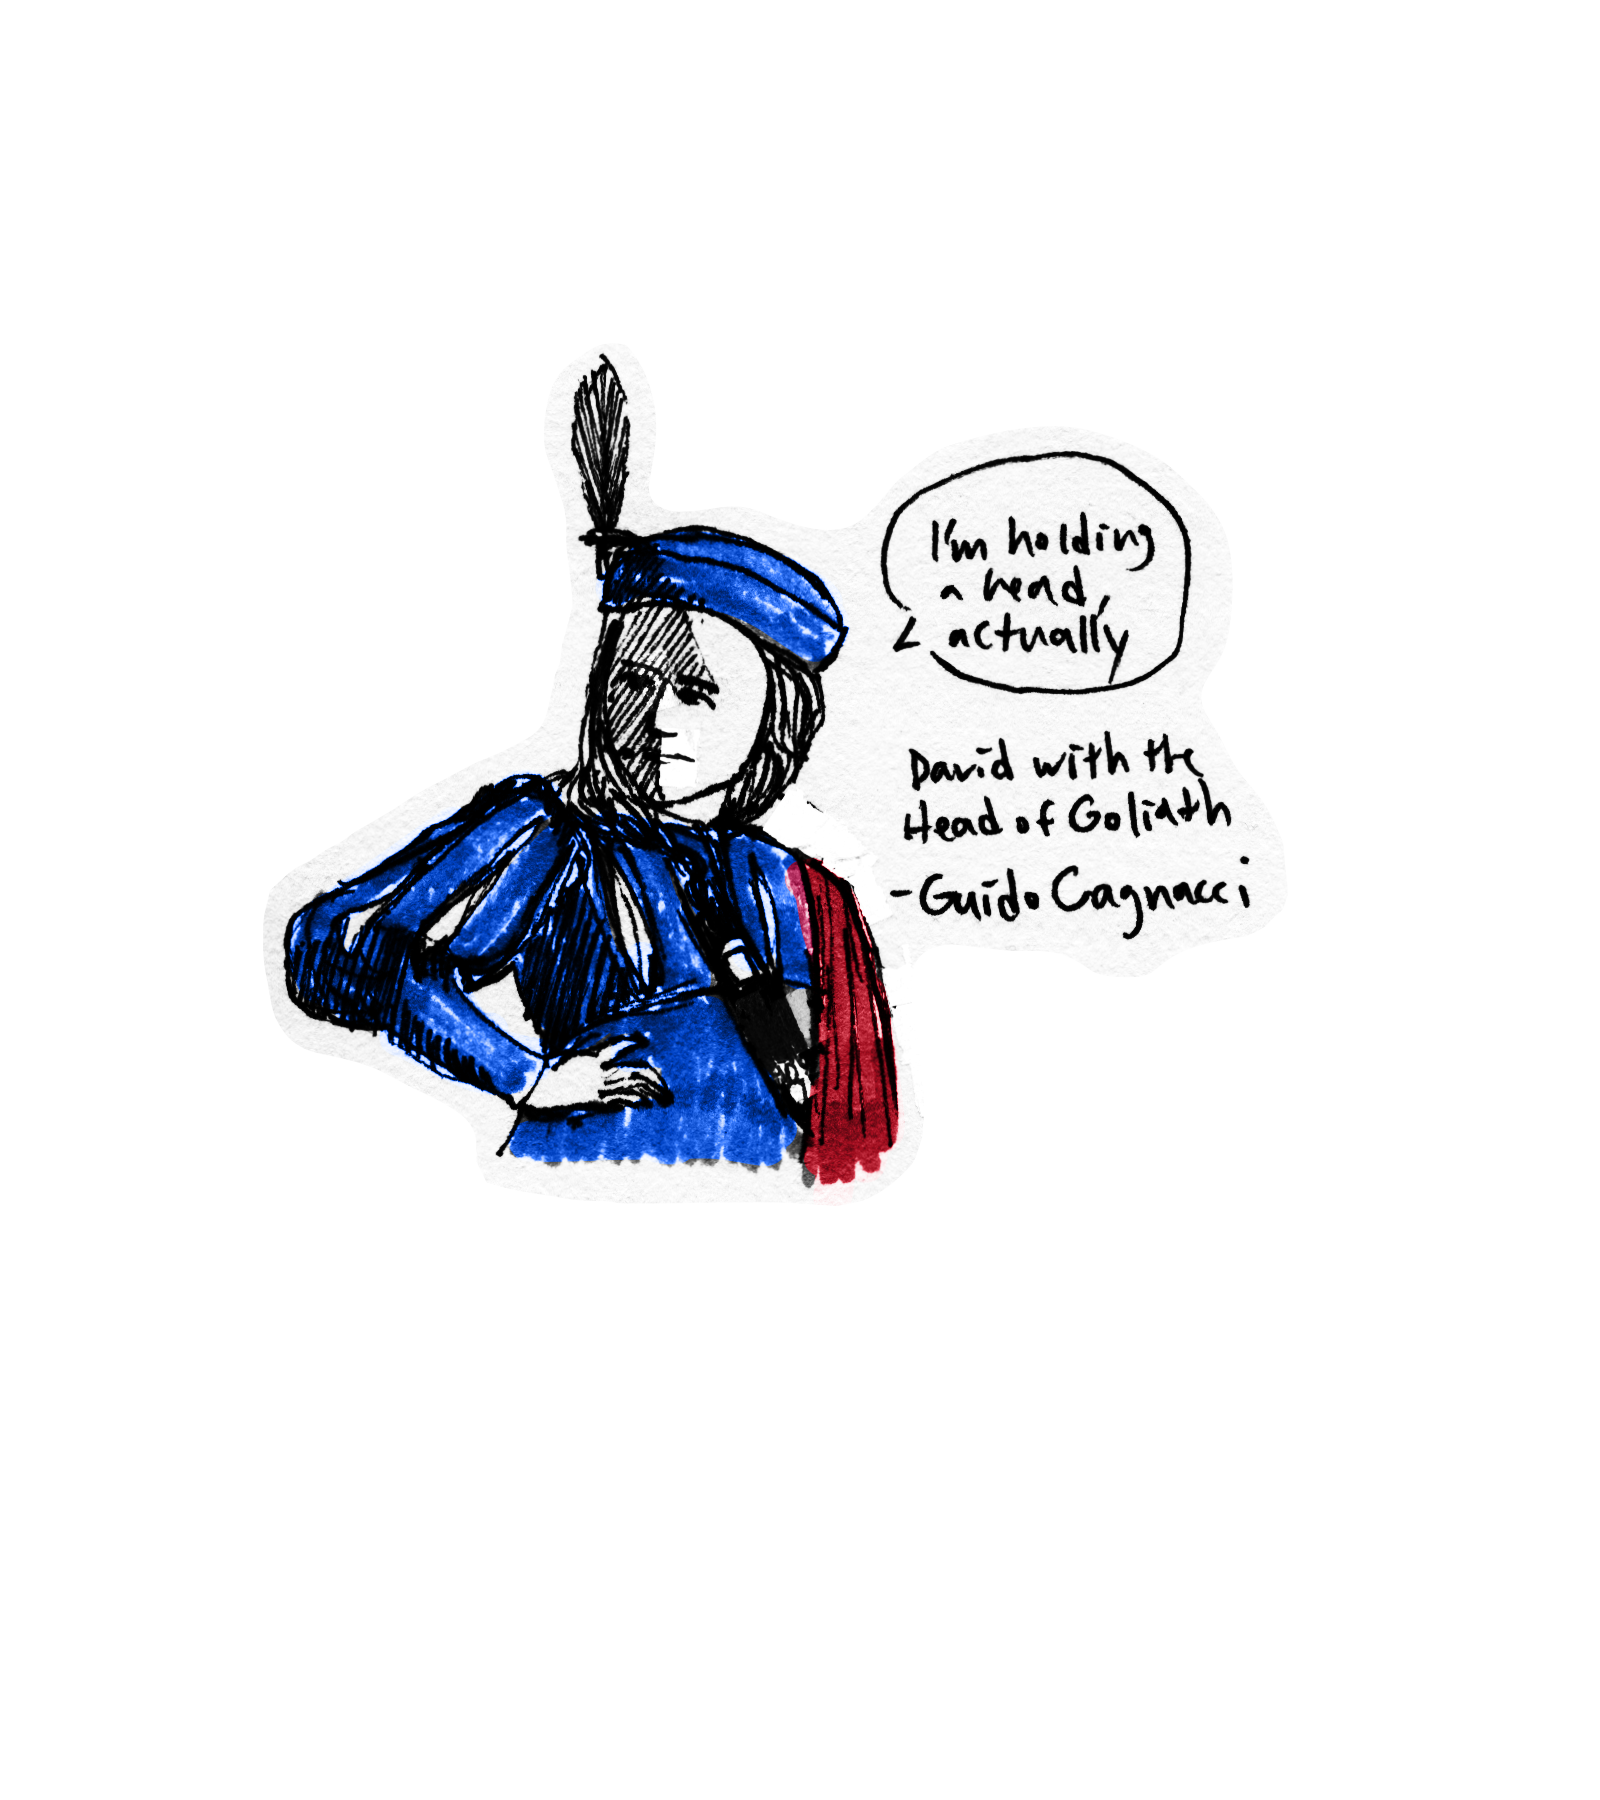 I'm holding
a head,
actually
David with the
Head of Goliath
-Guido Cagnacci